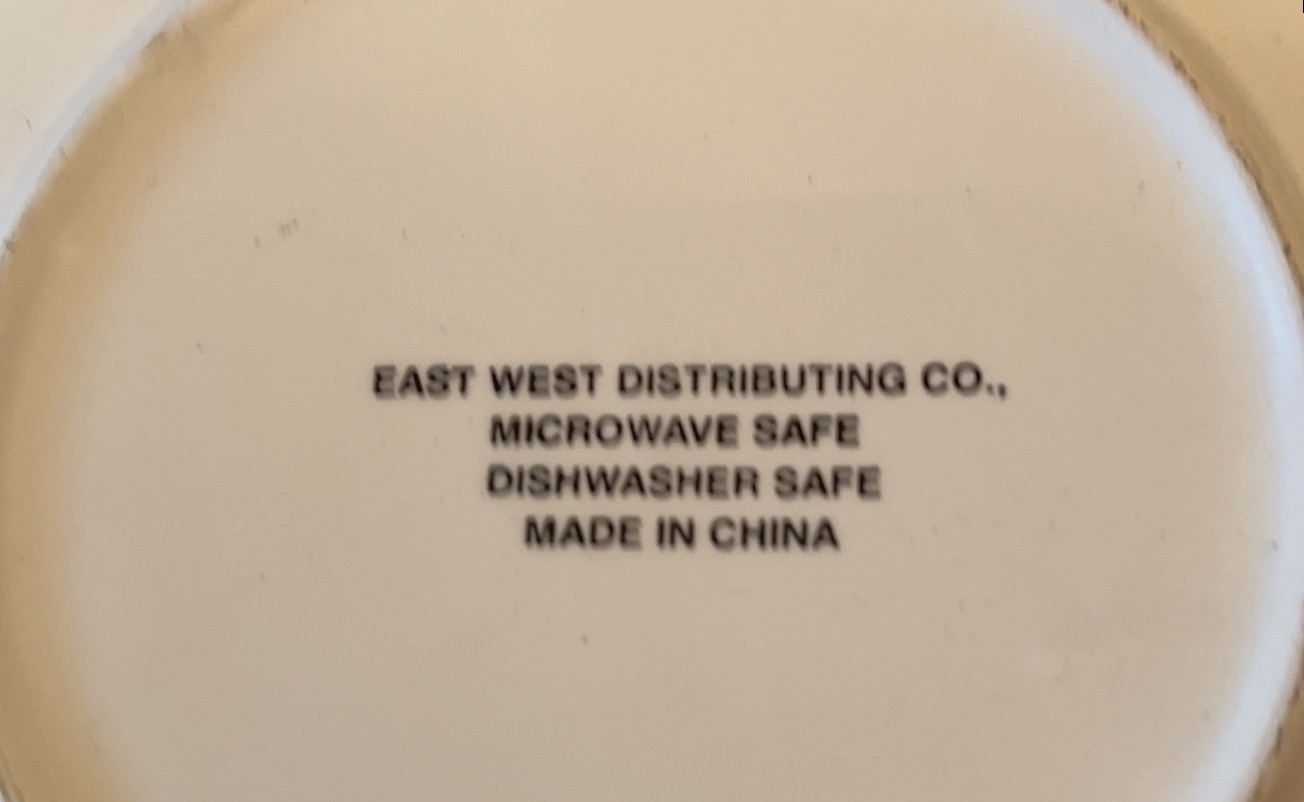 EAST WEST DISTRIBUTING CO.,
MICROWAVE SAFE
DISHWASHER SAFE
MADE IN CHINA